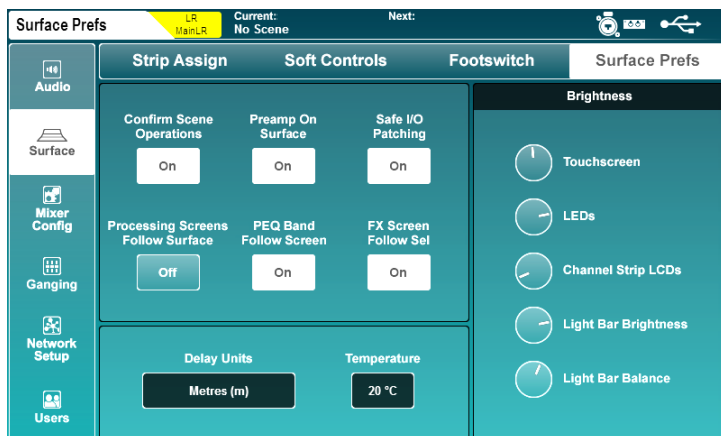 Surface Prefs
LR
MainLR
Current:
No Scene
Next:
Strip Assign
Soft Controls
Footswitch
Surface Prefs
Audio
Surface
Mixer
Config
Ganging
Network
Setup
Users
Confirm Scene
Operations
On
Preamp On
Surface
On
Safe I/O
Patching
On
Processing Screens
Follow Surface
Off
PEQ Band
Follow Screen
On
FX Screen
Follow Sel
On
Delay Units
Metres (m)
Temperature
20 °C
Brightness
Touchscreen
LEDs
Channel Strip LCDs
Light Bar Brightness
Light Bar Balance